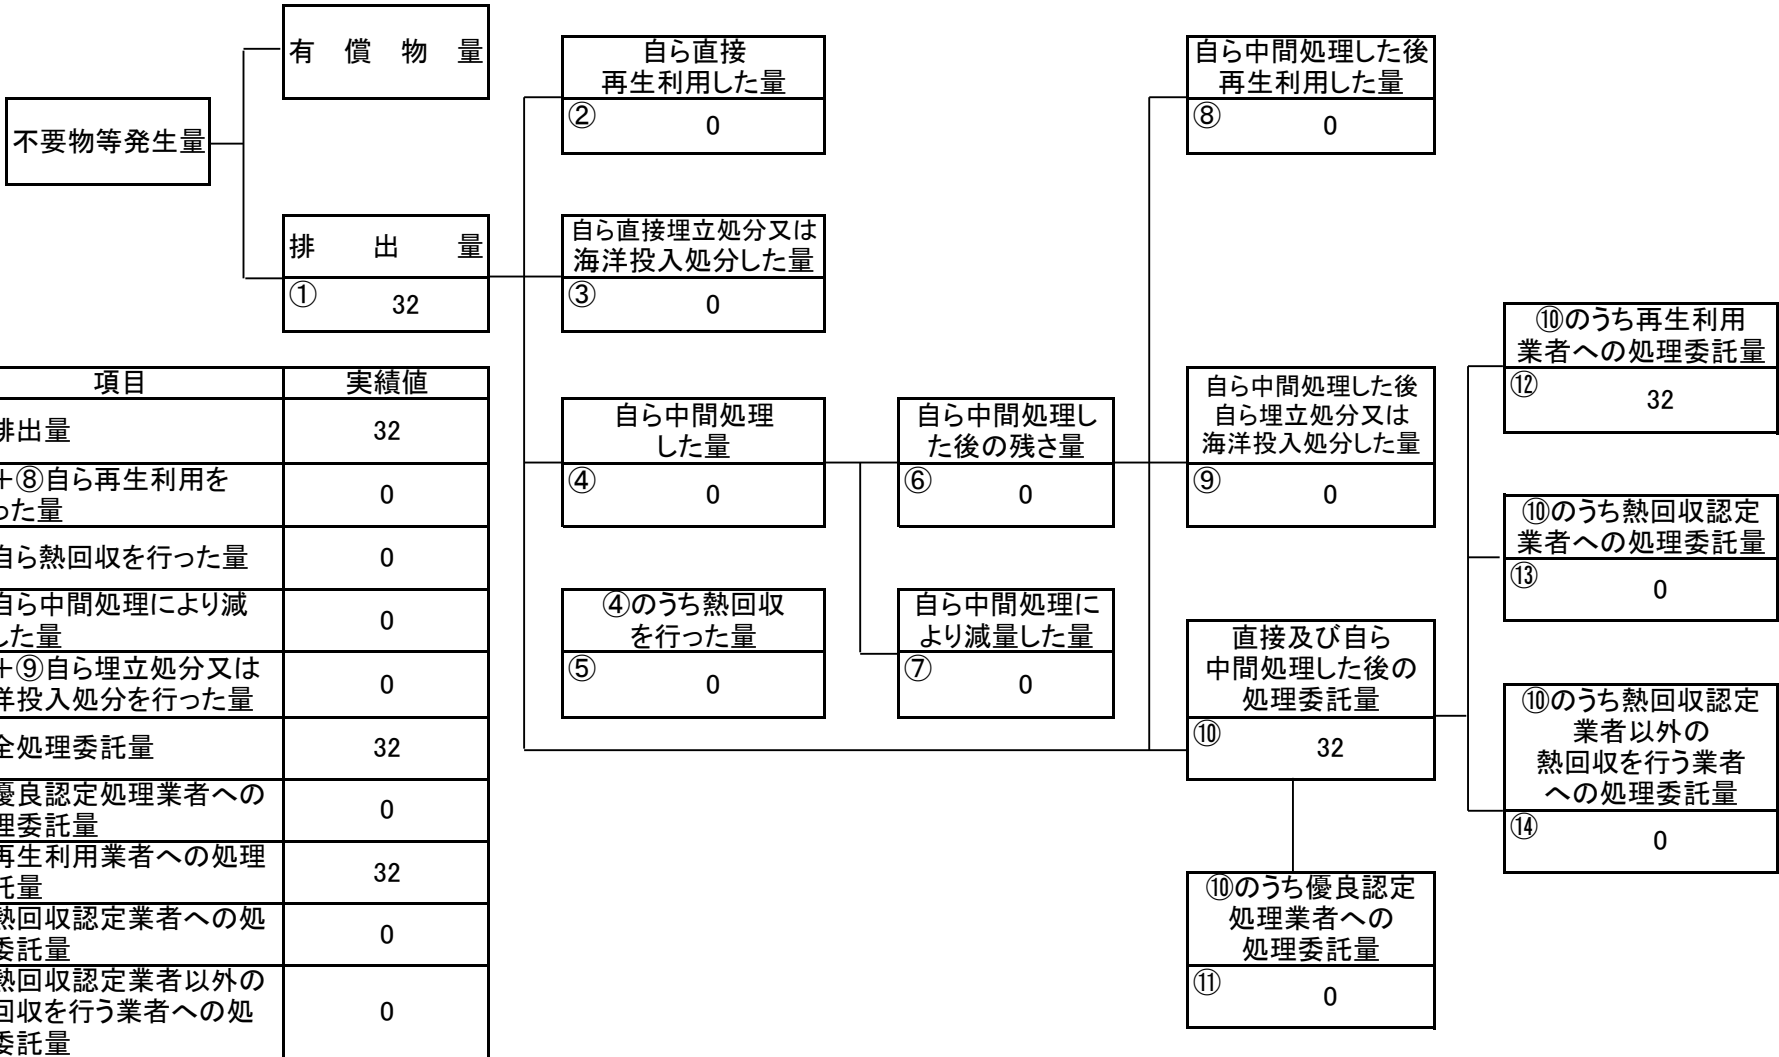 有償物量
不要物等発生量
排出量
① 32
自ら直接
再生利用した量
② 0
自ら直接埋立処分又は
海洋投入処分した量
③ 0
自ら中間処理
した量
④ 0
④のうち熱回収
を行った量
⑤ 0
自ら中間処理し
た後の残さ量
⑥ 0
自ら中間処理に
より減量した量
⑦ 0
自ら中間処理した後
再生利用した量
⑧ 0
自ら中間処理した後
自ら埋立処分又は
海洋投入処分した量
⑨ 0
直接及び自ら
中間処理した後の
処理委託量
⑩ 32
⑩のうち優良認定
処理業者への
処理委託量
⑪ 0
⑩のうち再生利用
業者への処理委託量
⑫ 32
⑩のうち熱回収認定
業者への処理委託量
⑬ 0
⑩のうち熱回収認定
業者以外の
熱回収を行う業者
への処理委託量
⑭ 0
項目 実績値
排出量 32
+⑧自ら再生利用を
った量 0
自ら熱回収を行った量 0
自ら中間処理により減
した量 0
+⑨自ら埋立処分又は
洋投入処分を行った量 0
全処理委託量 32
優良認定処理業者への
理委託量 0
再生利用業者への処理
託量 32
熱回収認定業者への処
委託量 0
熱回収認定業者以外の
回収を行う業者への処
委託量 0